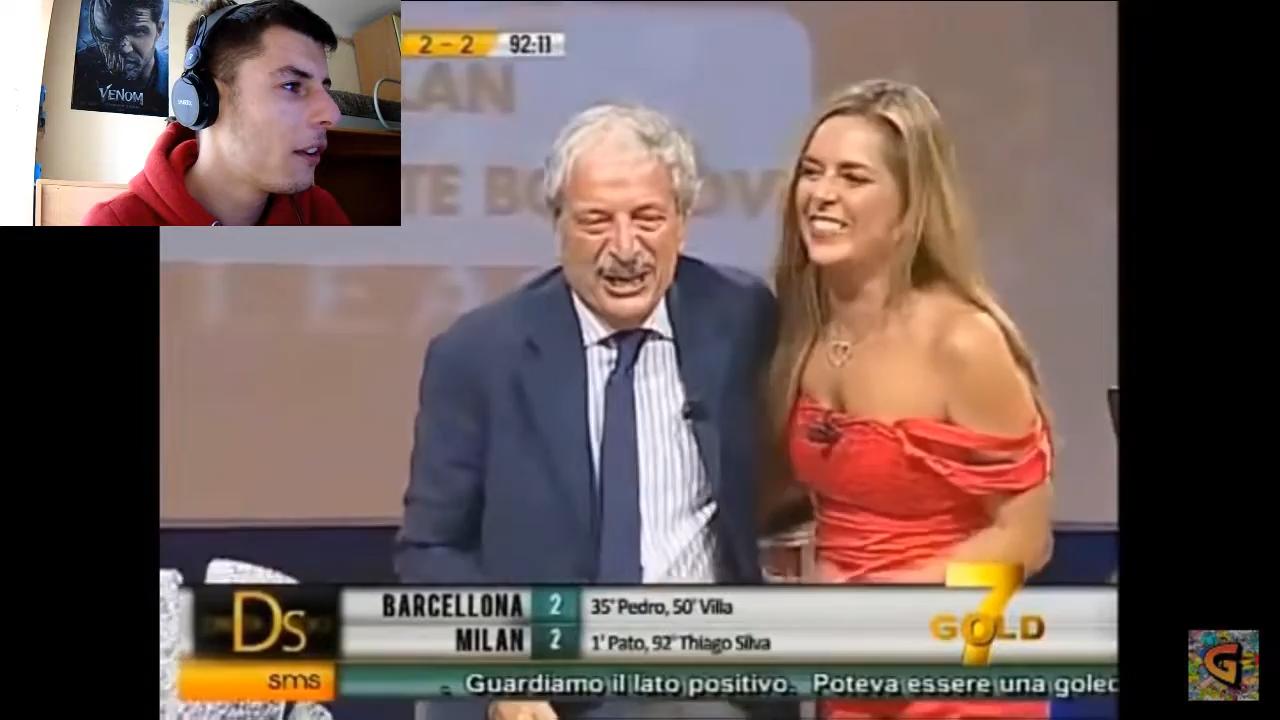 VENOM
2 - 2 92:11
LAN
TE BO
Ds
BARCELLONA 2 35' Pedro, 50' Villa
MILAN 2 1' Pato, 92' Thiago Silva
7 GOLD
sms
Guardiamo il lato positivo. Poteva essere una golec
G